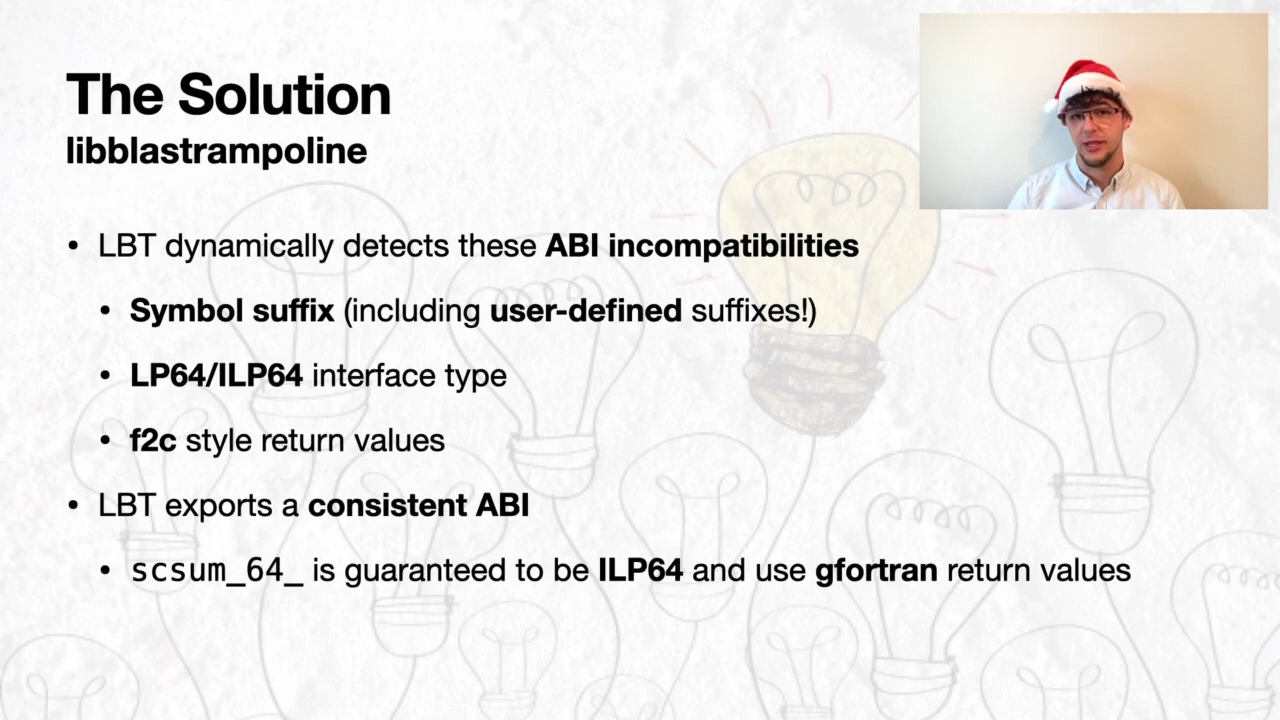 The Solution
libblastrampoline
• LBT dynamically detects these ABI incompatibilities
• Symbol suffix (including user-defined suffixes!)
• LP64/ILP64 interface type
• f2c style return values
• LBT exports a consistent ABI
• scsum_64_ is guaranteed to be ILP64 and use gfortran return values